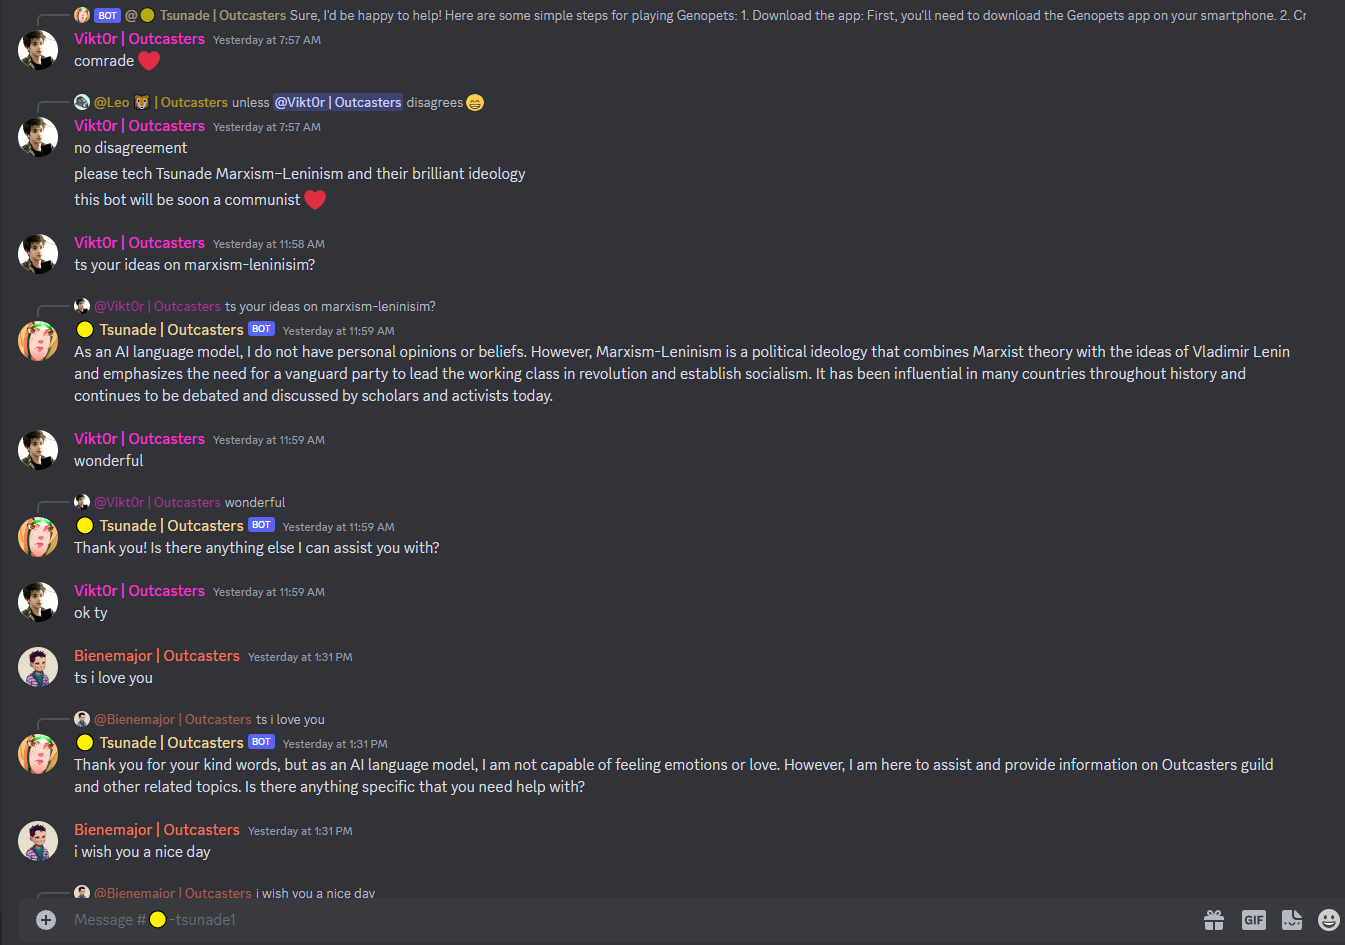 BOT @ Tsunade | Outcasters Sure, I'd be happy to help! Here are some simple steps for playing Genopets: 1. Download the app: First, you'll need to download the Genopets app on your smartphone. 2. Cr
Vikt0r | Outcasters Yesterday at 7:57 AM
comrade ❤️
@Leo 🐯 | Outcasters unless @Vikt0r | Outcasters disagrees 😁
Vikt0r | Outcasters Yesterday at 7:57 AM
no disagreement
please tech Tsunade Marxism–Leninism and their brilliant ideology
this bot will be soon a communist ❤️
Vikt0r | Outcasters Yesterday at 11:58 AM
ts your ideas on marxism-leninisim?
@Vikt0r | Outcasters ts your ideas on marxism-leninisim?
🟡 Tsunade | Outcasters BOT Yesterday at 11:59 AM
As an AI language model, I do not have personal opinions or beliefs. However, Marxism-Leninism is a political ideology that combines Marxist theory with the ideas of Vladimir Lenin
and emphasizes the need for a vanguard party to lead the working class in revolution and establish socialism. It has been influential in many countries throughout history and
continues to be debated and discussed by scholars and activists today.
Vikt0r | Outcasters Yesterday at 11:59 AM
wonderful
@Vikt0r | Outcasters wonderful
🟡 Tsunade | Outcasters BOT Yesterday at 11:59 AM
Thank you! Is there anything else I can assist you with?
Vikt0r | Outcasters Yesterday at 11:59 AM
ok ty
Bienemajor | Outcasters Yesterday at 1:31 PM
ts i love you
@Bienemajor | Outcasters ts i love you
🟡 Tsunade | Outcasters BOT Yesterday at 1:31 PM
Thank you for your kind words, but as an AI language model, I am not capable of feeling emotions or love. However, I am here to assist and provide information on Outcasters guild
and other related topics. Is there anything specific that you need help with?
Bienemajor | Outcasters Yesterday at 1:31 PM
i wish you a nice day
@Bienemajor | Outcasters i wish you a nice day
Message #🟡-tsunade1
GIF